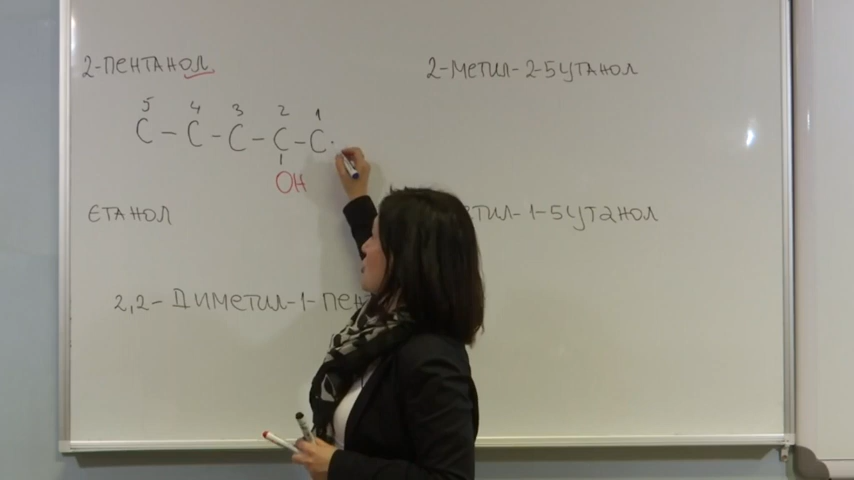 2-ПЕНТАНОЛ
5 4 3 2 1
C - C - C - C - C
OH
ЕТАНОЛ
2,2- ДИМЕТИЛ-1-ПЕН
2-МЕТИЛ-2-БУТАНОЛ
ЕТИЛ-1-БУТАНОЛ